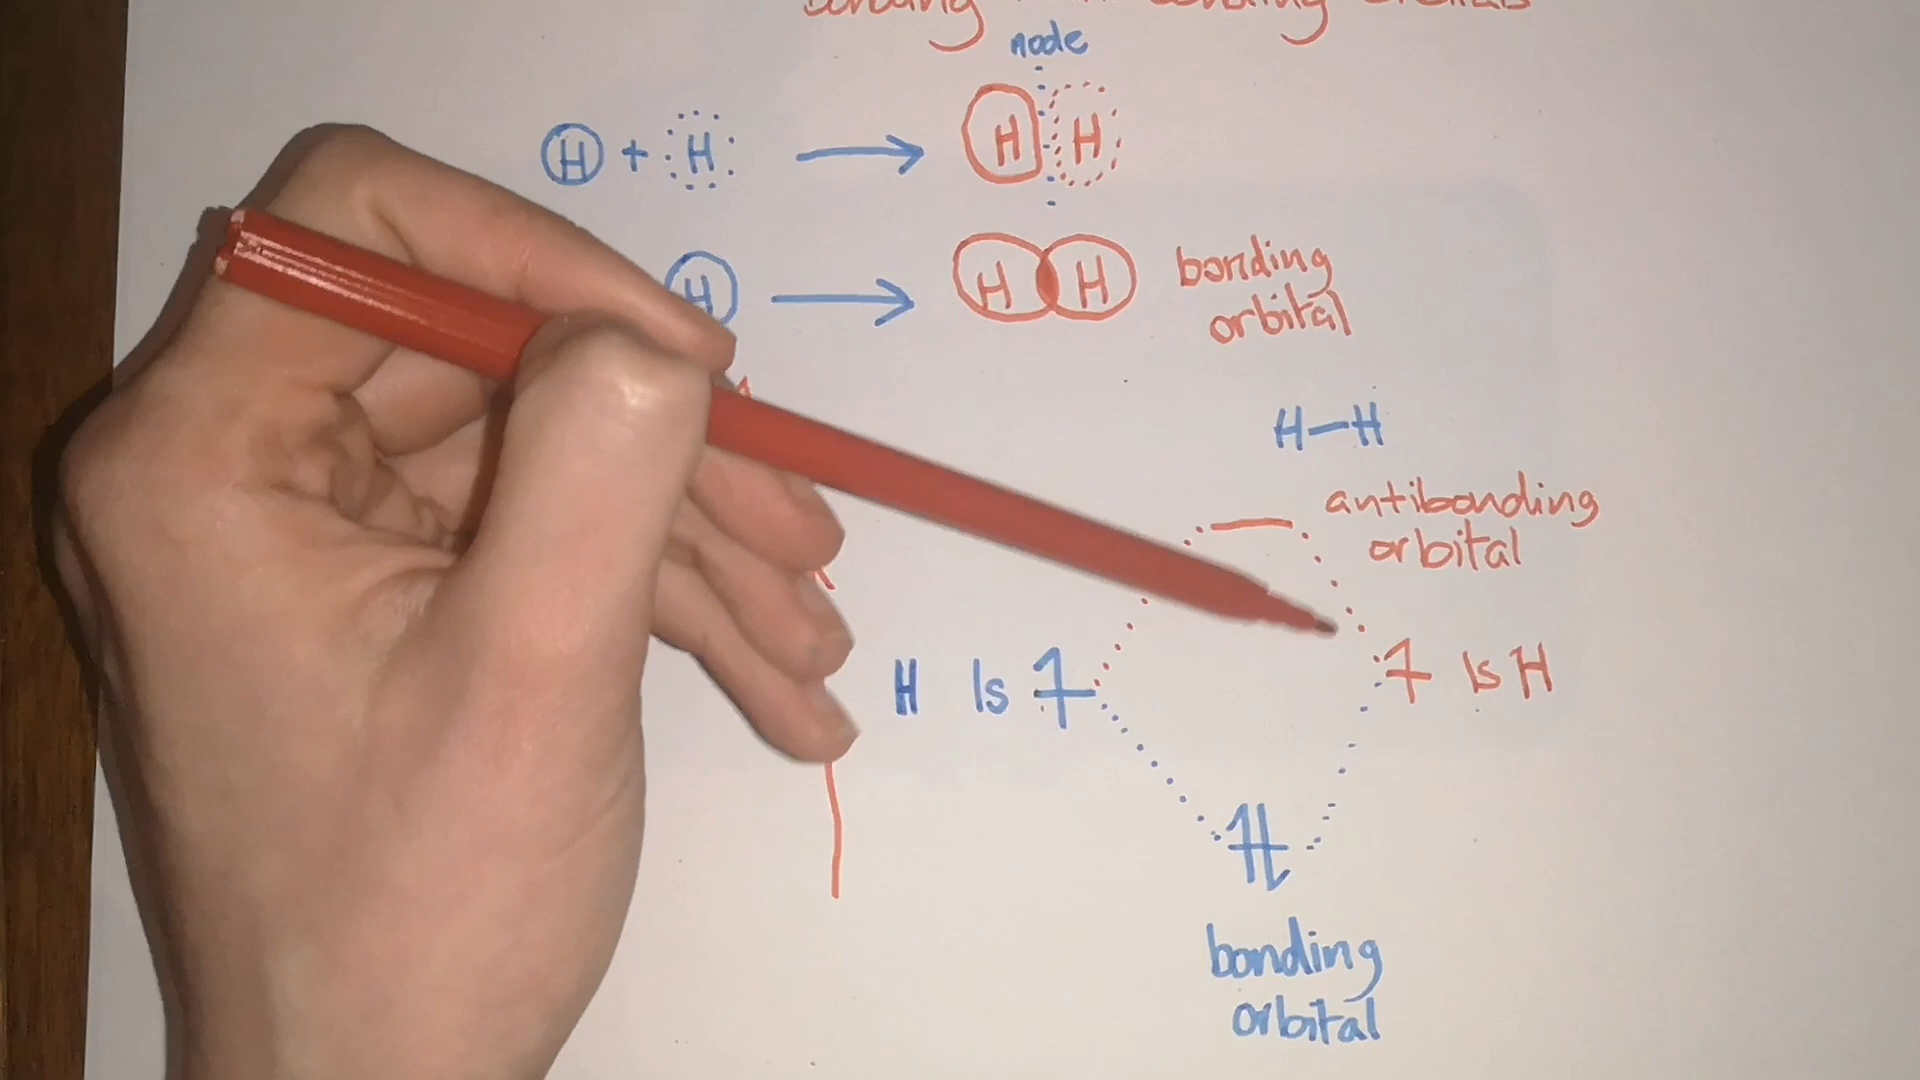 node
H + H → H H
H → H H bonding
orbital
H–H
antibonding
orbital
H 1s 1s H
bonding
orbital